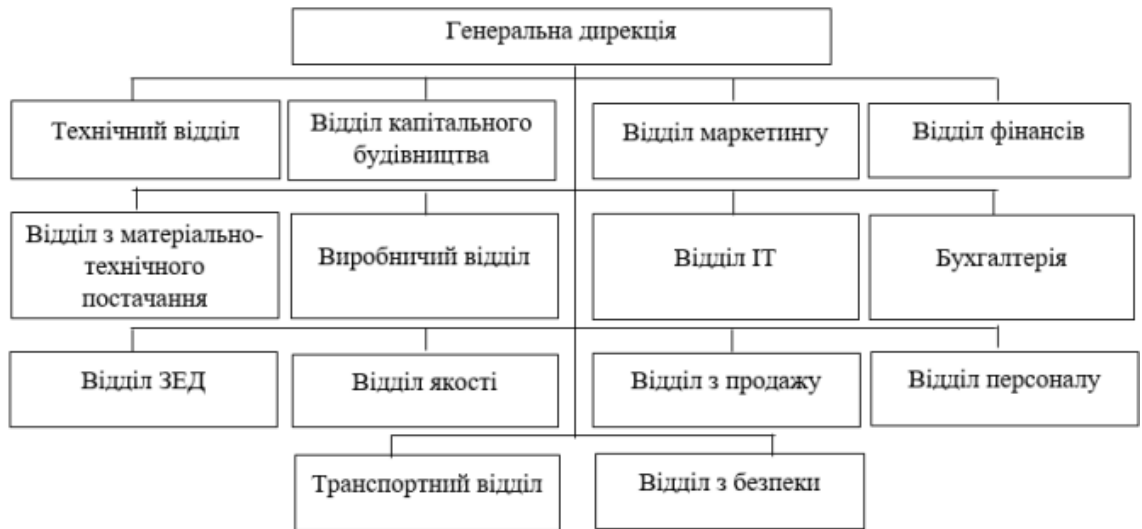 Генеральна дирекція
Технічний відділ
Відділ капітального
будівництва
Відділ маркетингу
Відділ фінансів
Відділ з матеріально-
технічного
постачання
Виробничий відділ
Відділ ІТ
Бухгалтерія
Відділ ЗЕД
Відділ якості
Відділ з продажу
Відділ персоналу
Транспортний відділ
Відділ з безпеки